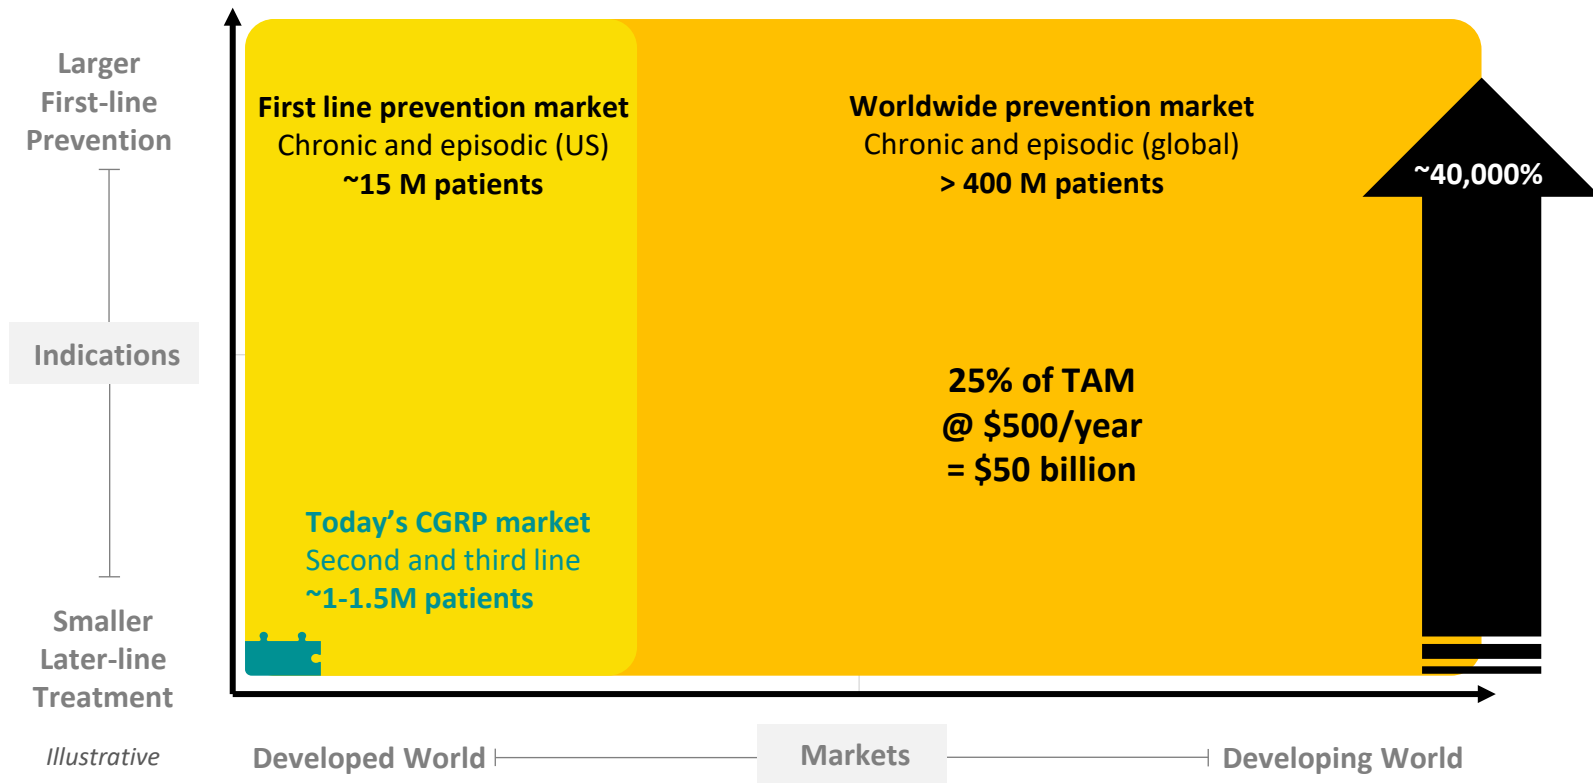 Larger
First-line
Prevention
Indications
Smaller
Later-line
Treatment
Illustrative
First line prevention market
Chronic and episodic (US)
~15 M patients
Today’s CGRP market
Second and third line
~1-1.5M patients
Worldwide prevention market
Chronic and episodic (global)
> 400 M patients
25% of TAM
@ $500/year
= $50 billion
~40,000%
Developed World
Markets
Developing World